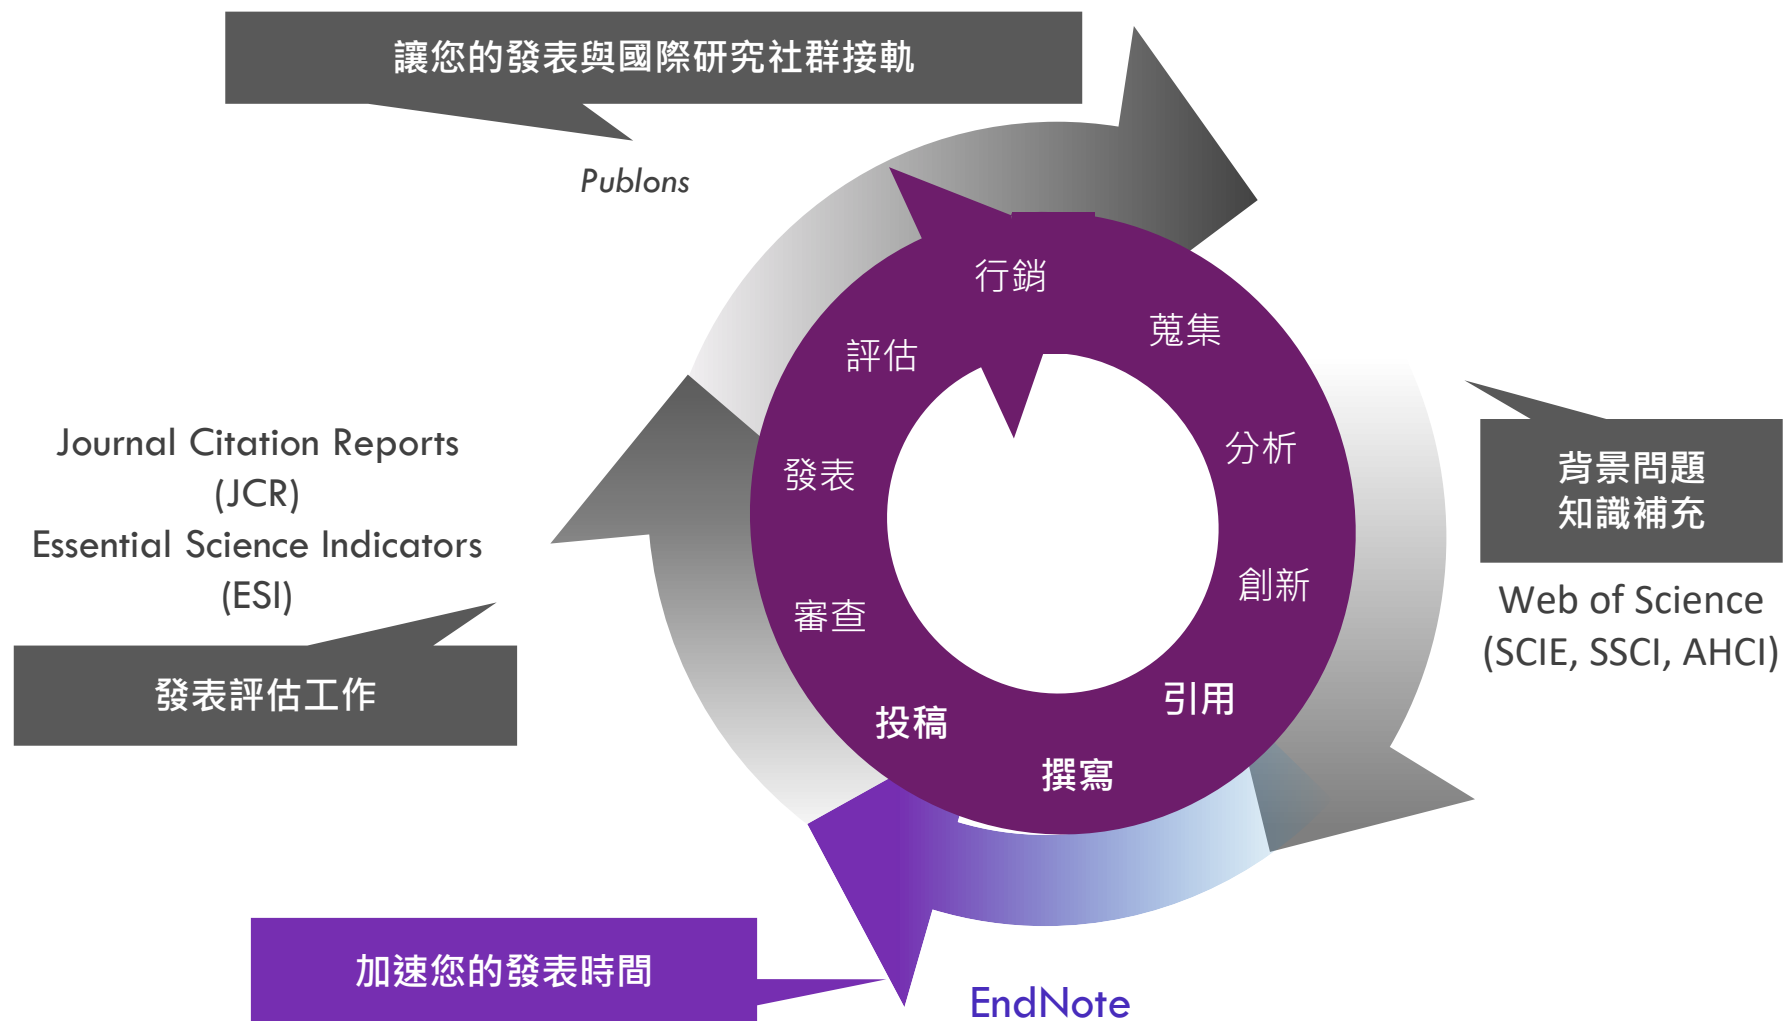 讓您的發表與國際研究社群接軌
Publons
行銷
蒐集
評估
分析
發表
創新
審查
引用
投稿
撰寫
Journal Citation Reports
(JCR)
Essential Science Indicators
(ESI)
發表評估工作
背景問題
知識補充
Web of Science
(SCIE, SSCI, AHCI)
加速您的發表時間
EndNote